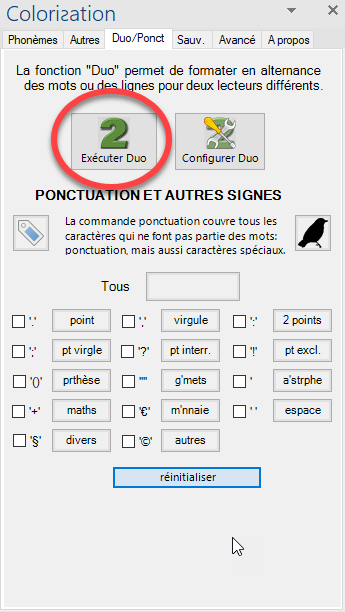 Colorization
Phonèmes Autres Duo/Ponct Sauv. Avancé A propos
La fonction "Duo" permet de formater en alternance
des mots ou des lignes pour deux lecteurs différents.
2
Exécuter Duo Configurer Duo
PONCTUATION ET AUTRES SIGNES
La commande ponctuation couvre tous les
caractères qui ne font pas partie des mots:
ponctuation, mais aussi caractères spéciaux.
Tous
'.' point ',' virgule ':' 2 points
';' pt virgle '?' pt interr. '!' pt excl.
'()' prthèse '"' g'mets ' a'strphe
'+' maths '€' m'nnaie ' ' espace
'§' divers '©' autres
réinitialiser